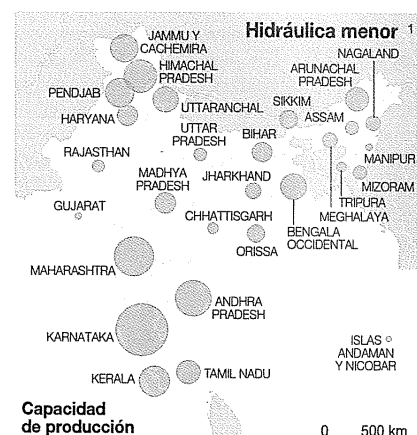 Hidráulica menor 1
JAMMU Y
CACHEMIRA
NAGALAND
HIMACHAL
PRADESH
ARUNACHAL
PRADESH
PENDJAB
UTTARANCHAL
SIKKIM
HARYANA
ASSAM
UTTAR
PRADESH
BIHAR
RAJASTHAN
MANIPUR
MADHYA
PRADESH
JHARKHAND
MIZORAM
TRIPURA
GUJARAT
CHHATTISGARH
MEGHALAYA
BENGALA
OCCIDENTAL
ORISSA
MAHARASHTRA
ANDHRA
PRADESH
KARNATAKA
ISLAS
ANDAMAN
Y NICOBAR
KERALA
TAMIL NADU
Capacidad
de producción
0 500 km